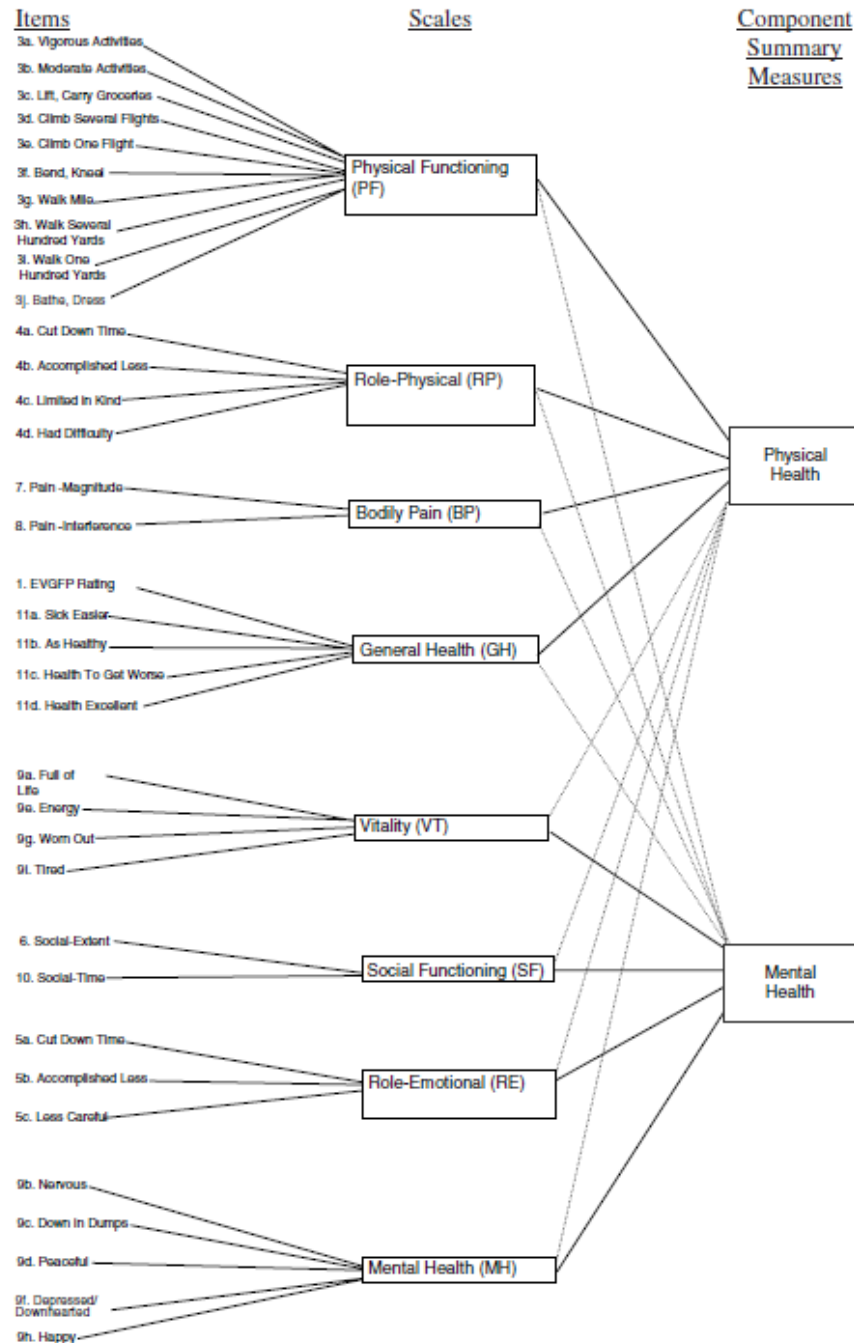 Items
Scales
Component
Summary
Measures
3a. Vigorous Activities
3b. Moderate Activities
3c. Lift, Carry Groceries
3d. Climb Several Flights
3e. Climb One Flight
3f. Bend, Kneel
3g. Walk Mile
3h. Walk Several
Hundred Yards
3i. Walk One
Hundred Yards
3j. Bathe, Dress
Physical Functioning
(PF)
4a. Cut Down Time
4b. Accomplished Less
4c. Limited in Kind
4d. Had Difficulty
Role-Physical (RP)
Physical
Health
7. Pain -Magnitude
8. Pain -Interference
Bodily Pain (BP)
1. EVGFP Rating
11a. Sick Easier
11b. As Healthy
11c. Health To Get Worse
11d. Health Excellent
General Health (GH)
9a. Full of
Life
9e. Energy
9g. Worn Out
9i. Tired
Vitality (VT)
6. Social-Extent
10. Social-Time
Social Functioning (SF)
Mental
Health
5a. Cut Down Time
5b. Accomplished Less
5c. Less Careful
Role-Emotional (RE)
9b. Nervous
9c. Down in Dumps
9d. Peaceful
9f. Depressed/
Downhearted
9h. Happy
Mental Health (MH)